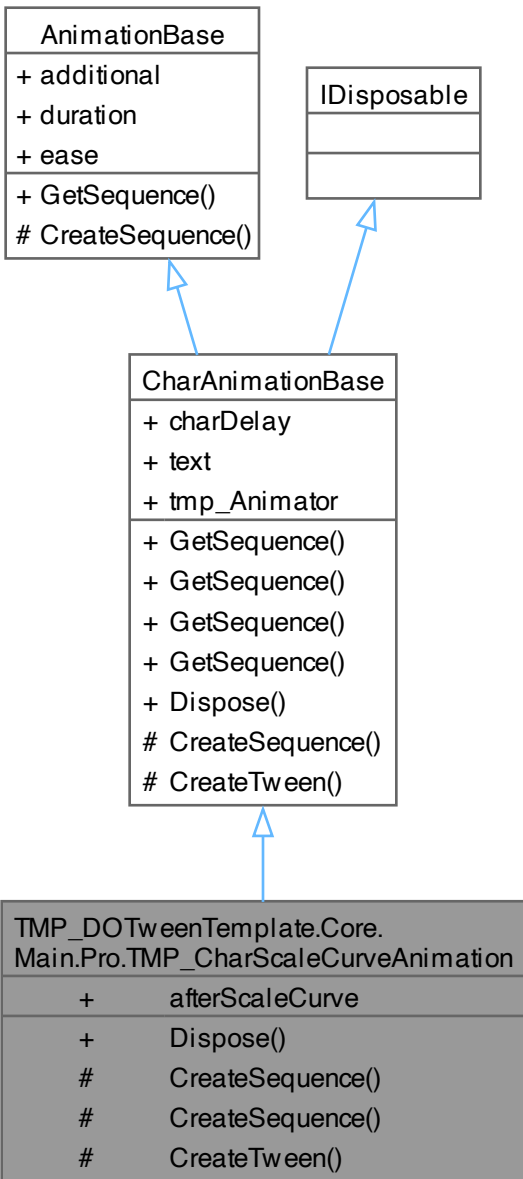 AnimationBase
+ additional
+ duration
+ ease
+ GetSequence()
# CreateSequence()
IDisposable
CharAnimationBase
+ charDelay
+ text
+ tmp_Animator
+ GetSequence()
+ GetSequence()
+ GetSequence()
+ GetSequence()
+ Dispose()
# CreateSequence()
# CreateTween()
TMP_DOTweenTemplate.Core.
Main.Pro.TMP_CharScaleCurveAnimation
+ afterScaleCurve
+ Dispose()
# CreateSequence()
# CreateSequence()
# CreateTween()